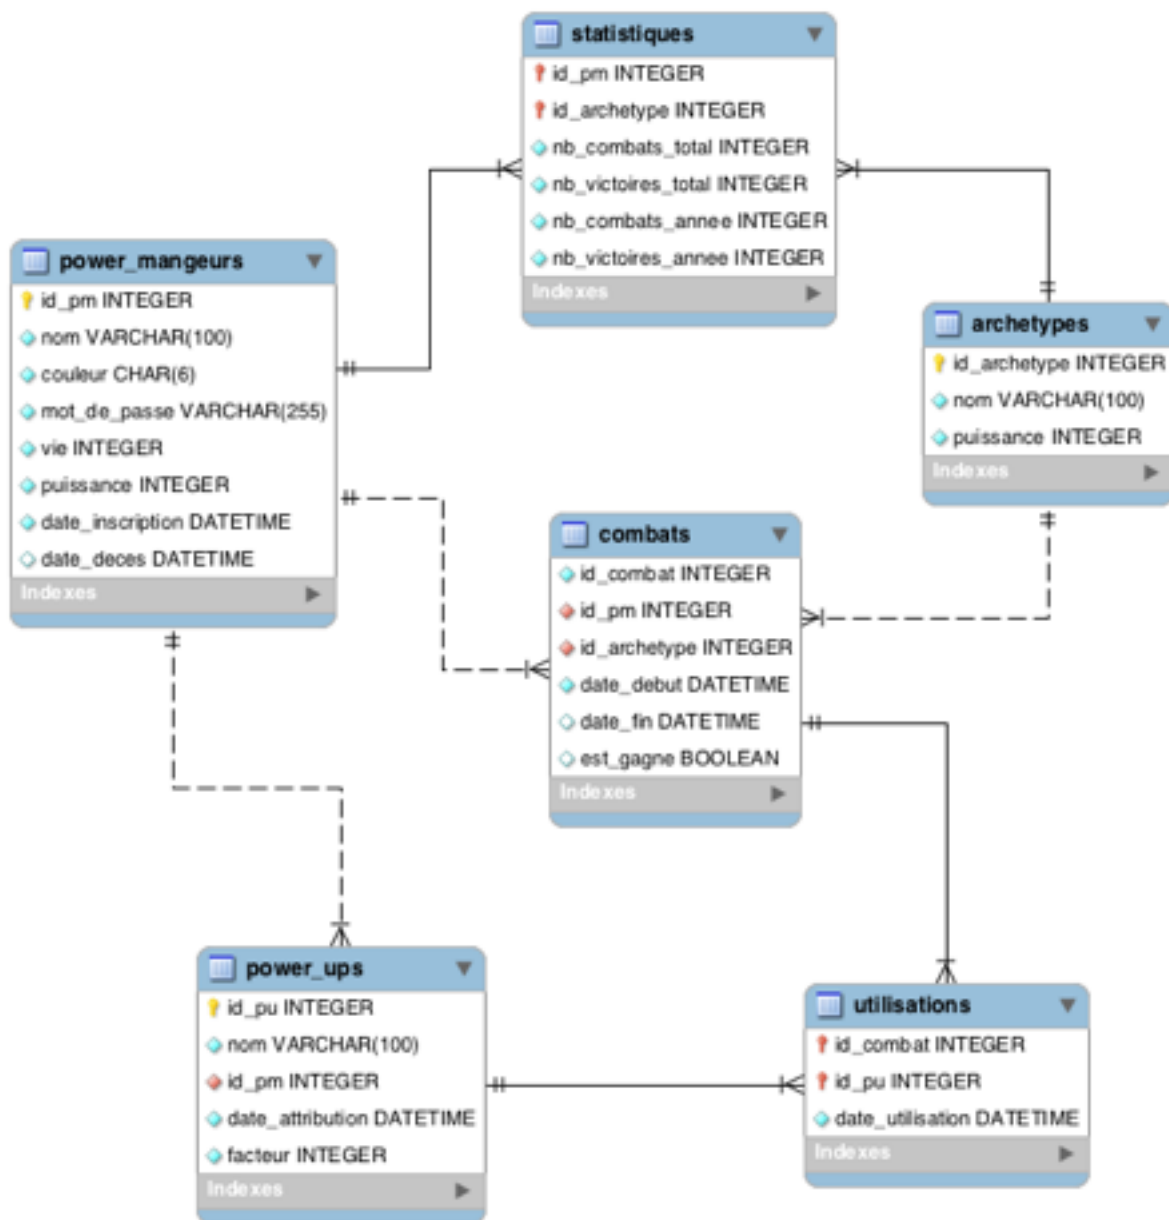 statistiques
id_pm INTEGER
id_archetype INTEGER
nb_combats_total INTEGER
nb_victoires_total INTEGER
nb_combats_annee INTEGER
nb_victoires_annee INTEGER
Indexes
power_mangeurs
id_pm INTEGER
nom VARCHAR(100)
couleur CHAR(6)
mot_de_passe VARCHAR(255)
vie INTEGER
puissance INTEGER
date_inscription DATETIME
date_deces DATETIME
Indexes
archetypes
id_archetype INTEGER
nom VARCHAR(100)
puissance INTEGER
Indexes
combats
id_combat INTEGER
id_pm INTEGER
id_archetype INTEGER
date_debut DATETIME
date_fin DATETIME
est_gagne BOOLEAN
Indexes
power_ups
id_pu INTEGER
nom VARCHAR(100)
id_pm INTEGER
date_attribution DATETIME
facteur INTEGER
Indexes
utilisations
id_combat INTEGER
id_pu INTEGER
date_utilisation DATETIME
Indexes